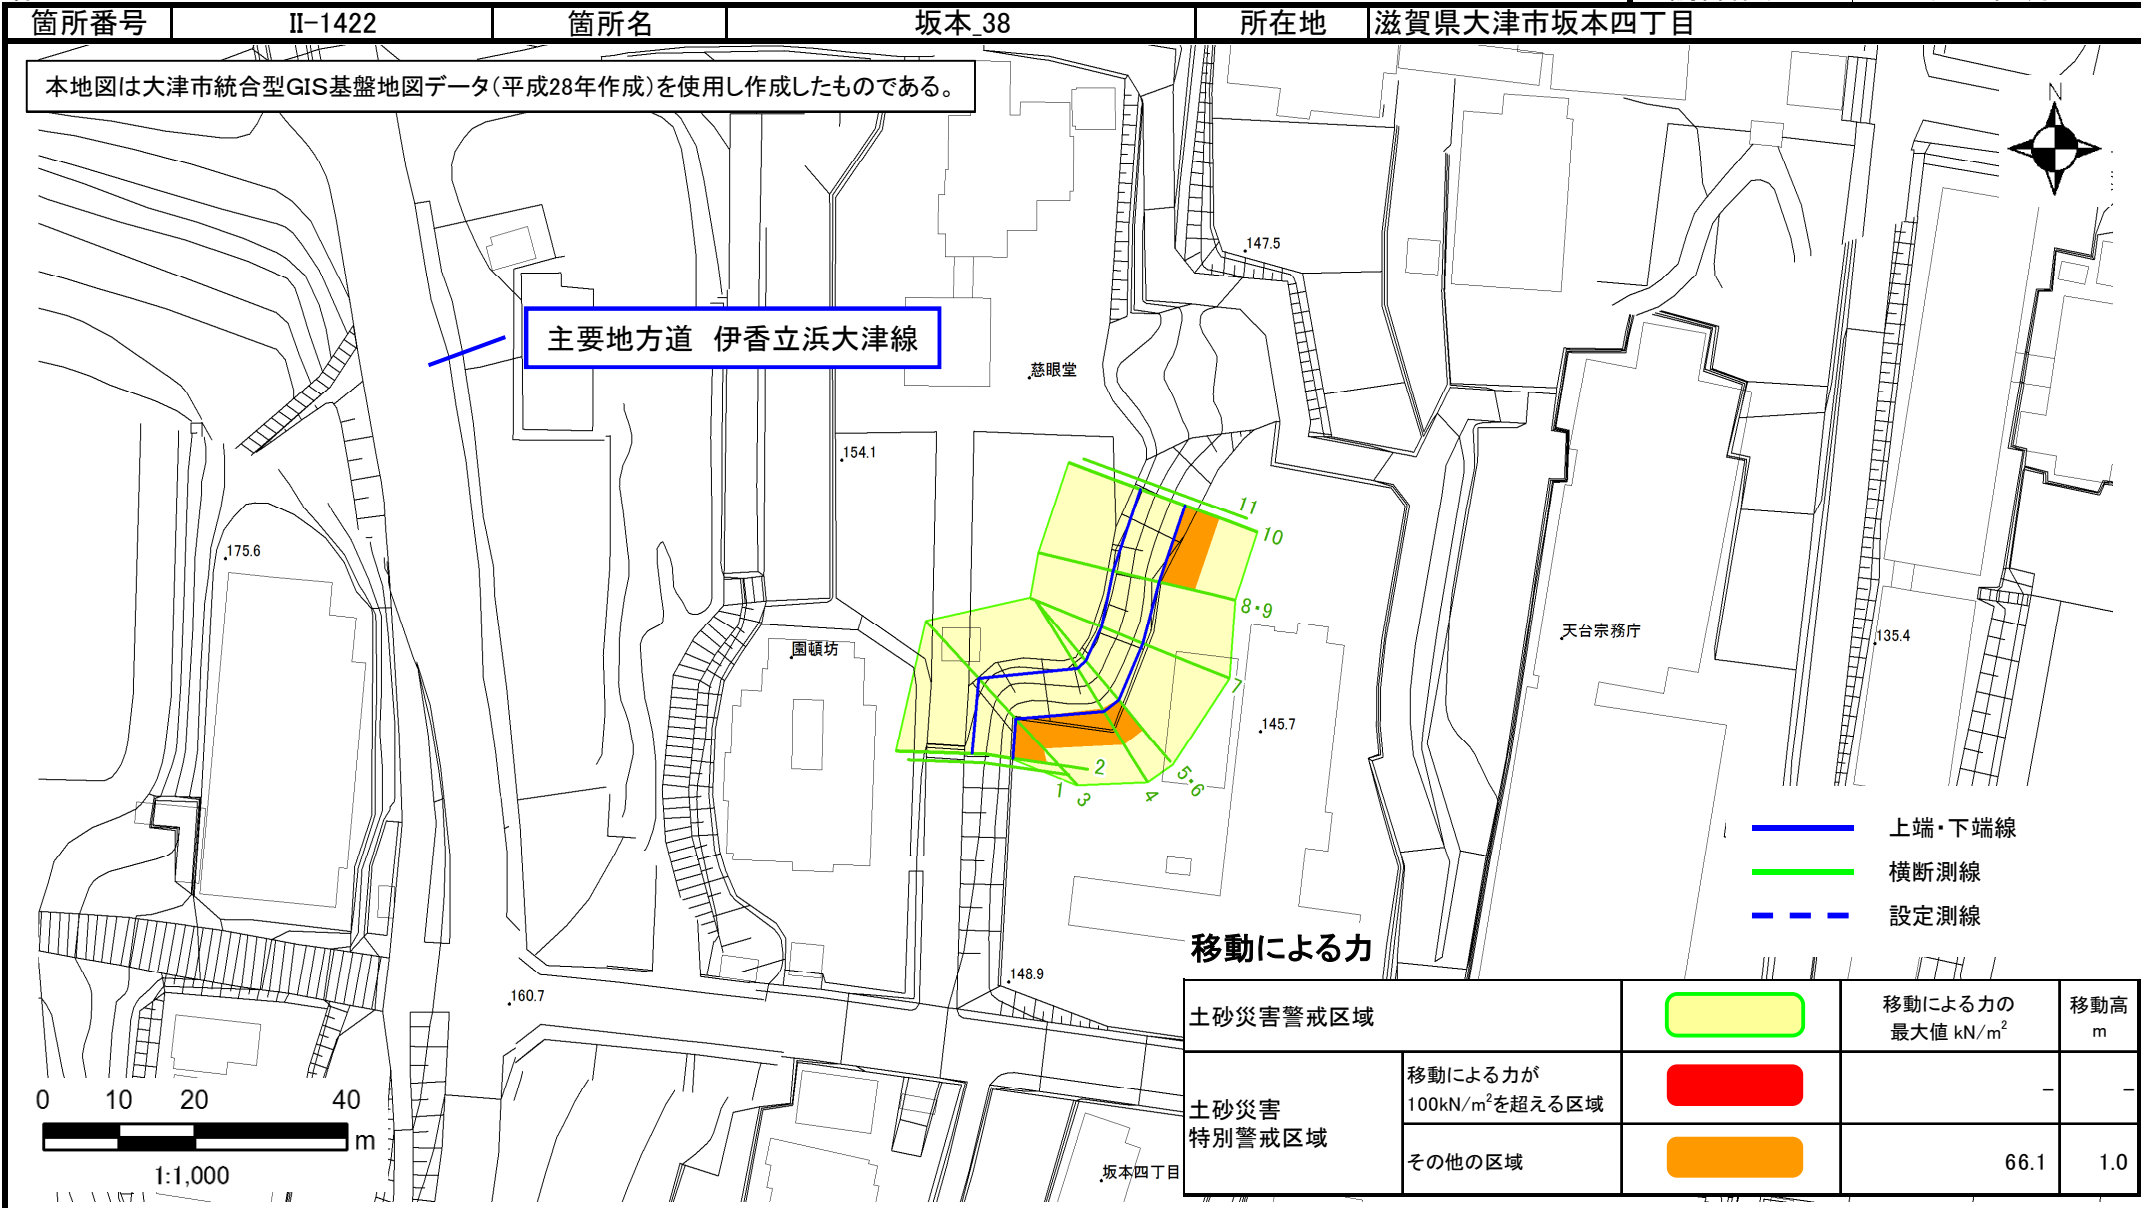 箇所番号 II-1422 箇所名 坂本_38 所在地 滋賀県大津市坂本四丁目
本地図は大津市統合型GIS基盤地図データ(平成28年作成)を使用し作成したものである。
N
147.5
主要地方道 伊香立浜大津線
慈眼堂
154.1
11
10
175.6
8・9
天台宗務庁
135.4
圓頓坊
7
145.7
2
5・6
1
3
4
上端・下端線
横断測線
設定測線
移動による力
148.9
160.7
土砂災害警戒区域
移動による力の
最大値 kN/m²
移動高
m
土砂災害
特別警戒区域
移動による力が
100kN/m²を超える区域
-
-
その他の区域
66.1
1.0
0 10 20 40
m
1:1,000
坂本四丁目